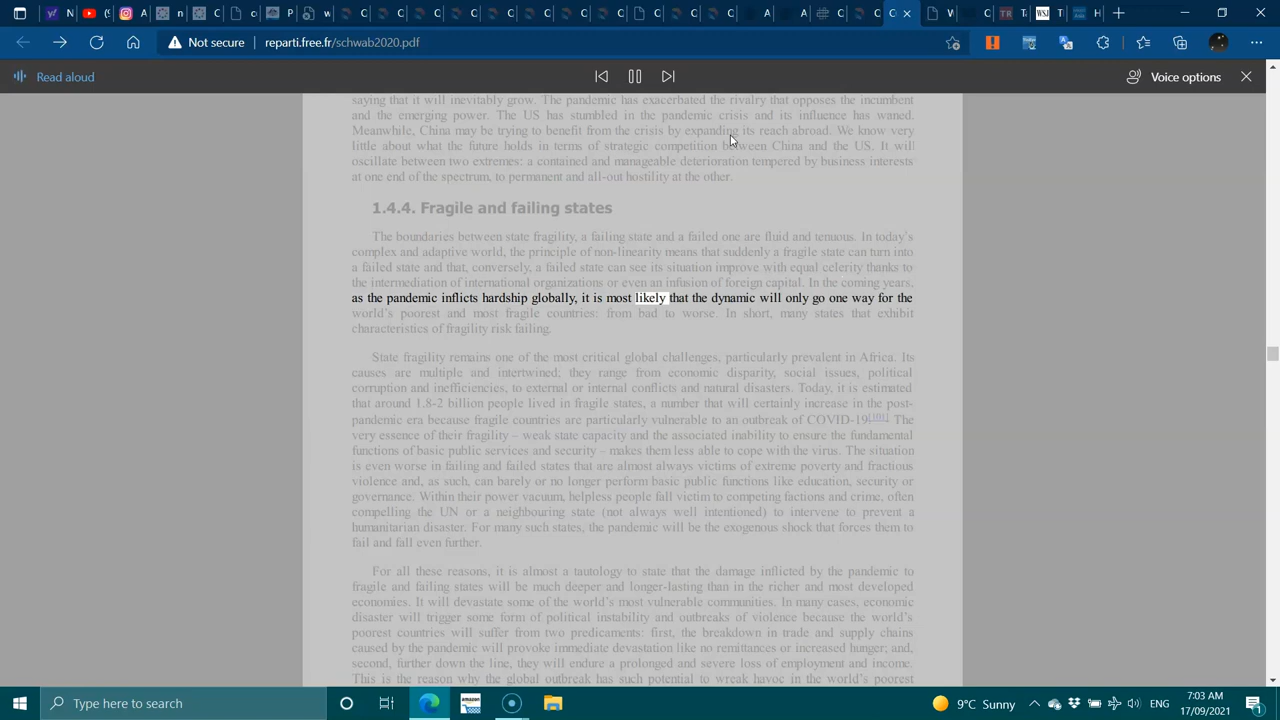 Not secure
reparti.free.fr/schwab2020.pdf
Read aloud
Voice options
saying that it will inevitably grow. The pandemic has exacerbated the rivalry that opposes the incumbent
and the emerging power. The US has stumbled in the pandemic crisis and its influence has waned.
Meanwhile, China may be trying to benefit from the crisis by expanding its reach abroad. We know very
little about what the future holds in terms of strategic competition between China and the US. It will
oscillate between two extremes: a contained and manageable deterioration tempered by business interests
at one end of the spectrum, to permanent and all-out hostility at the other.
1.4.4. Fragile and failing states
The boundaries between state fragility, a failing state and a failed one are fluid and tenuous. In today's
complex and adaptive world, the principle of non-linearity means that suddenly a fragile state can turn into
a failed state and that, conversely, a failed state can see its situation improve with equal celerity thanks to
the intermediation of international organizations or even an infusion of foreign capital. In the coming years,
as the pandemic inflicts hardship globally, it is most likely that the dynamic will only go one way for the
world's poorest and most fragile countries: from bad to worse. In short, many states that exhibit
characteristics of fragility risk failing.
State fragility remains one of the most critical global challenges, particularly prevalent in Africa. Its
causes are multiple and intertwined; they range from economic disparity, social issues, political
corruption and inefficiencies, to external or internal conflicts and natural disasters. Today, it is estimated
that around 1.8-2 billion people lived in fragile states, a number that will certainly increase in the post-
pandemic era because fragile countries are particularly vulnerable to an outbreak of COVID-19[101] The
very essence of their fragility – weak state capacity and the associated inability to ensure the fundamental
functions of basic public services and security – makes them less able to cope with the virus. The situation
is even worse in failing and failed states that are almost always victims of extreme poverty and fractious
violence and, as such, can barely or no longer perform basic public functions like education, security or
governance. Within their power vacuum, helpless people fall victim to competing factions and crime, often
compelling the UN or a neighbouring state (not always well intentioned) to intervene to prevent a
humanitarian disaster. For many such states, the pandemic will be the exogenous shock that forces them to
fail and fall even further.
For all these reasons, it is almost a tautology to state that the damage inflicted by the pandemic to
fragile and failing states will be much deeper and longer-lasting than in the richer and most developed
economies. It will devastate some of the world's most vulnerable communities. In many cases, economic
disaster will trigger some form of political instability and outbreaks of violence because the world's
poorest countries will suffer from two predicaments: first, the breakdown in trade and supply chains
caused by the pandemic will provoke immediate devastation like no remittances or increased hunger; and,
second, further down the line, they will endure a prolonged and severe loss of employment and income.
This is the reason why the global outbreak has such potential to wreak havoc in the world's poorest
Type here to search
amazon
9°C Sunny
ENG
7:03 AM
17/09/2021